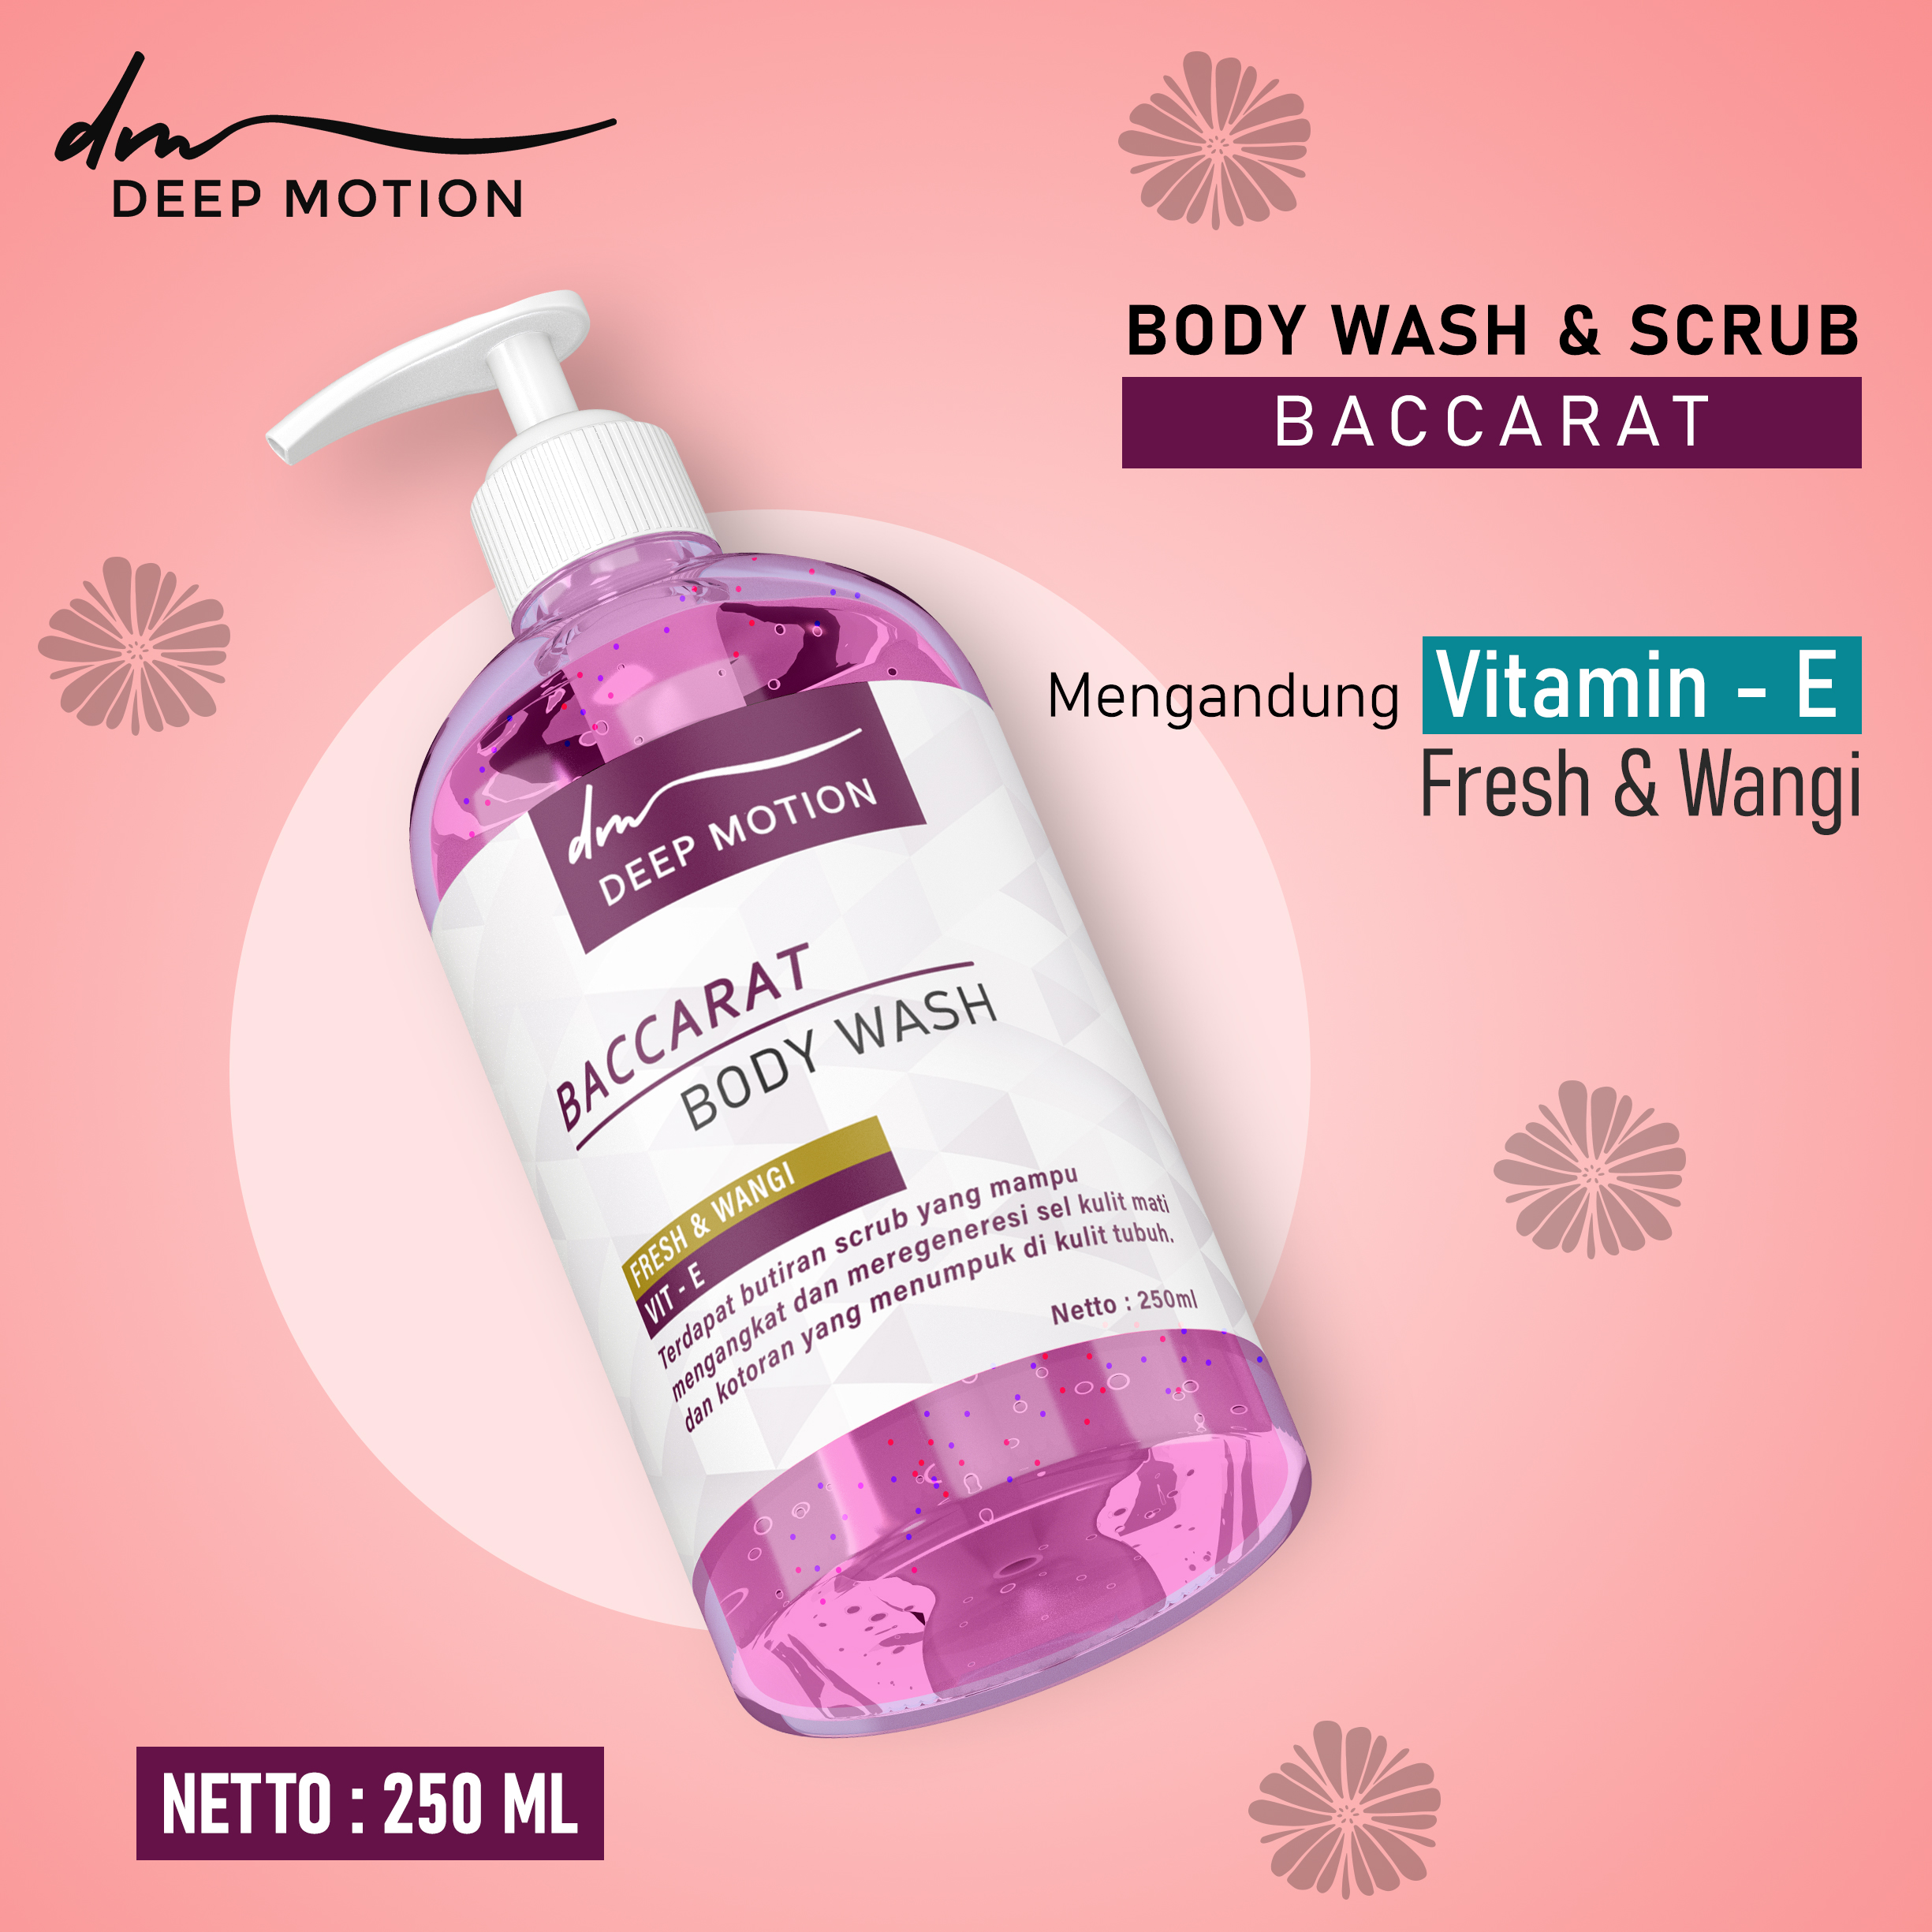 dm
DEEP MOTION
BODY WASH & SCRUB
BACCARAT
Mengandung Vitamin - E
Fresh & Wangi
dm
DEEP MOTION
BACCARAT
BODY WASH
FRESH & WANGI
VIT - E
Terdapat butiran scrub yang mampu
mengangkat dan meregeneresi sel kulit mati
dan kotoran yang menumpuk di kulit tubuh.
Netto : 250ml
NETTO : 250 ML